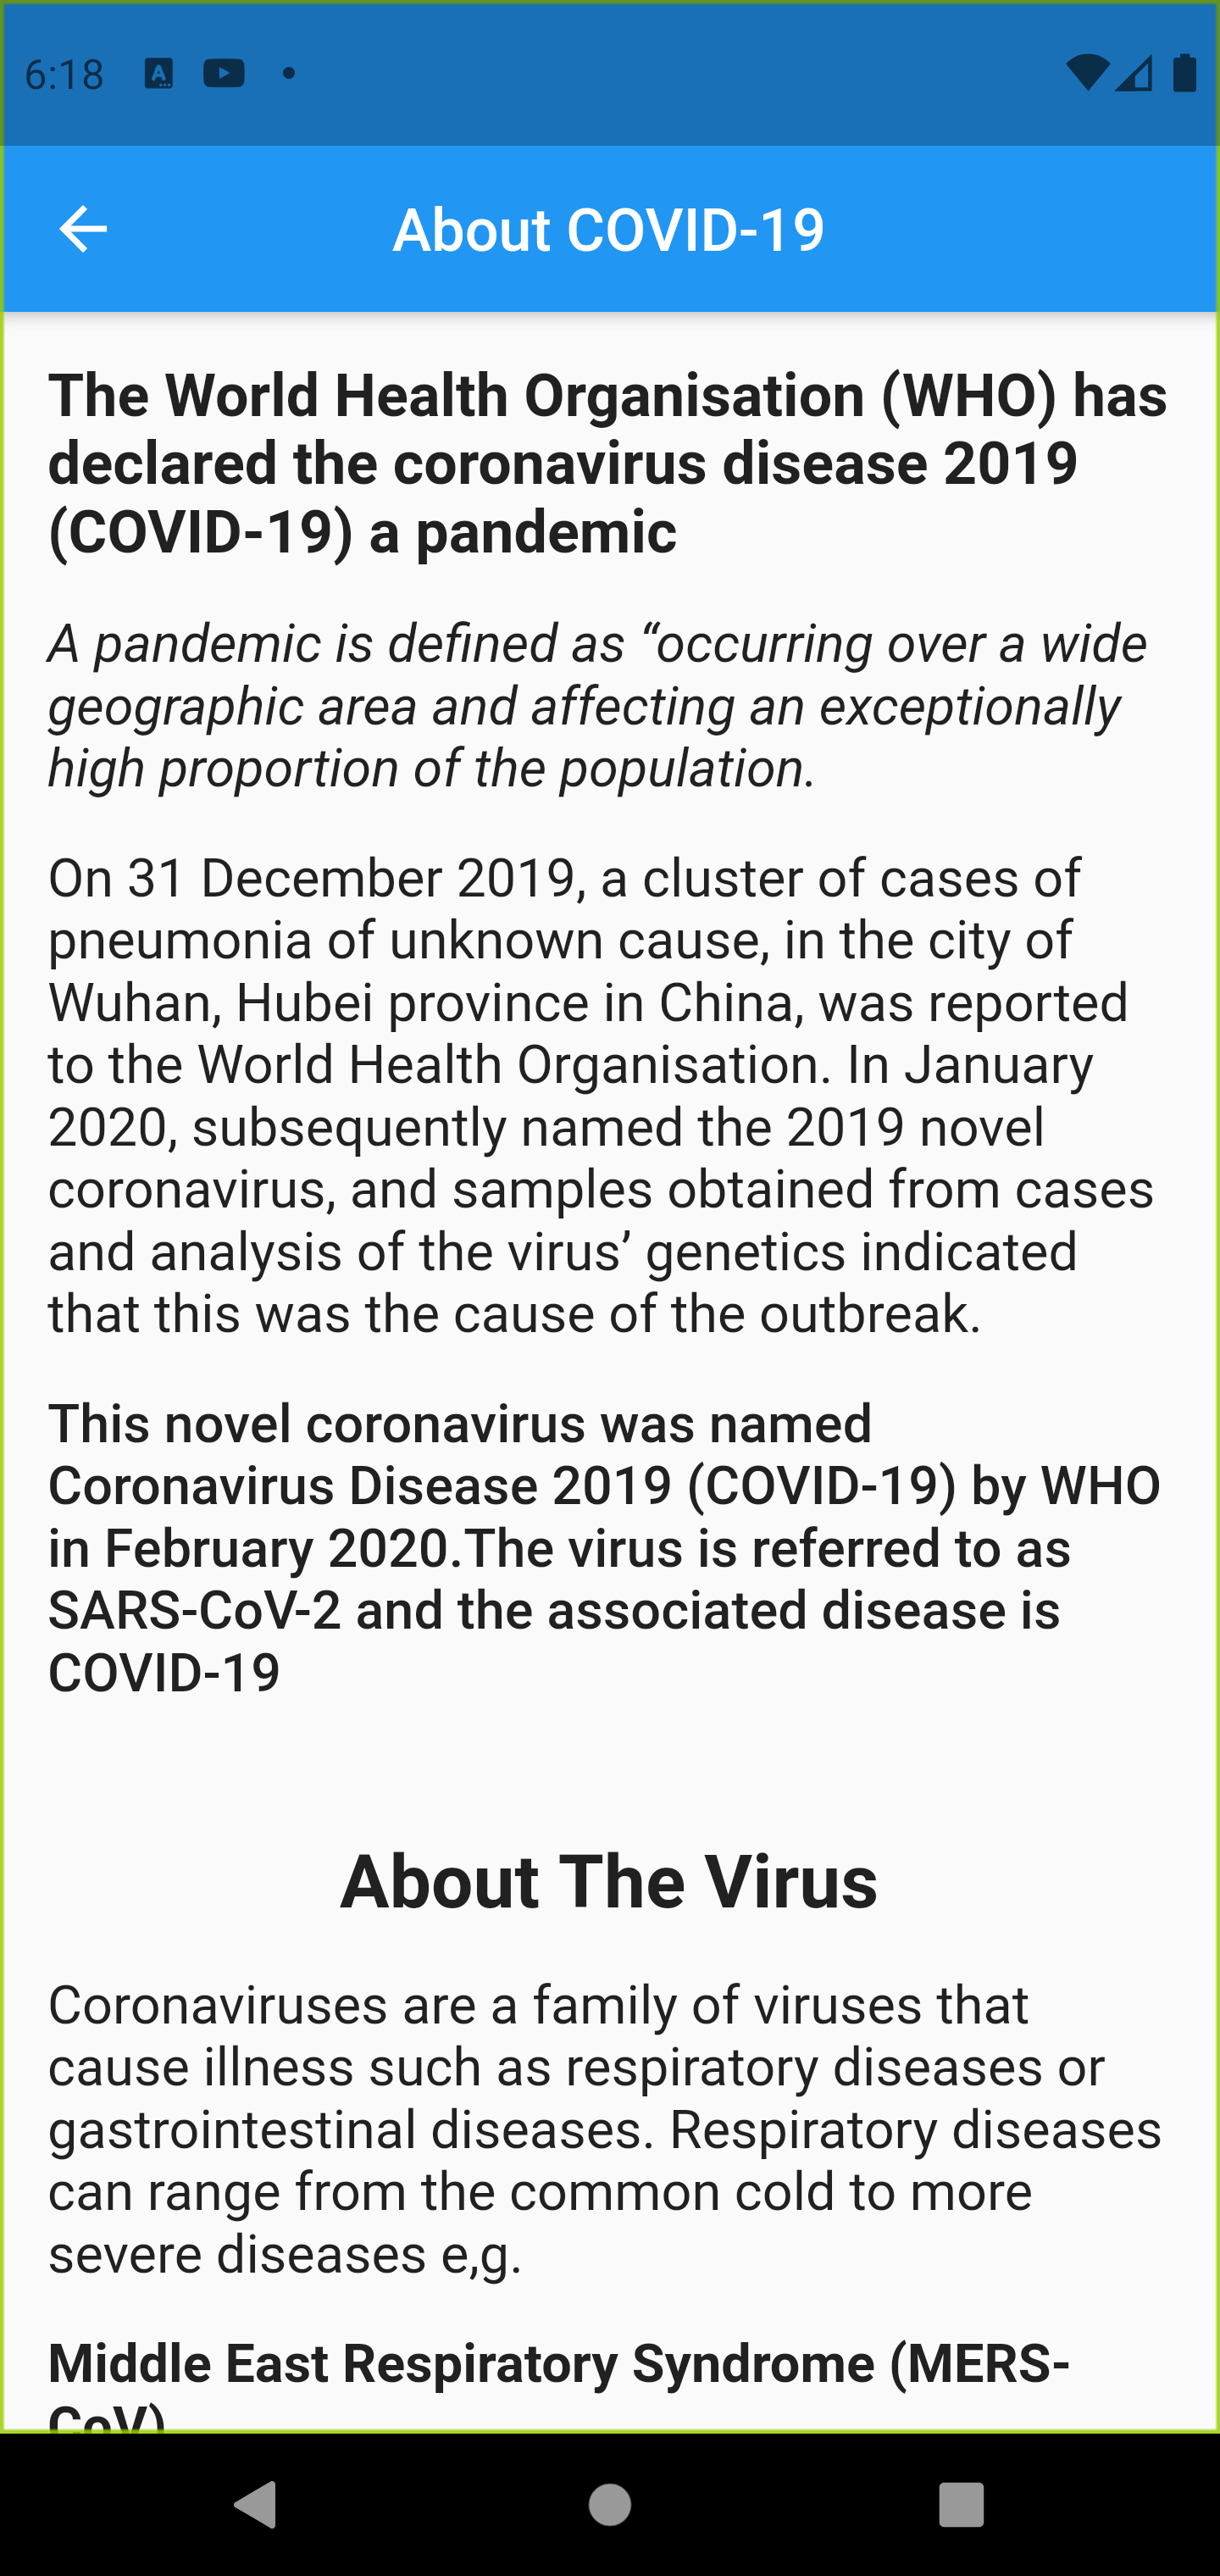 6:18
About COVID-19
The World Health Organisation (WHO) has
declared the coronavirus disease 2019
(COVID-19) a pandemic
A pandemic is defined as “occurring over a wide
geographic area and affecting an exceptionally
high proportion of the population.
On 31 December 2019, a cluster of cases of
pneumonia of unknown cause, in the city of
Wuhan, Hubei province in China, was reported
to the World Health Organisation. In January
2020, subsequently named the 2019 novel
coronavirus, and samples obtained from cases
and analysis of the virus’ genetics indicated
that this was the cause of the outbreak.
This novel coronavirus was named
Coronavirus Disease 2019 (COVID-19) by WHO
in February 2020.The virus is referred to as
SARS-CoV-2 and the associated disease is
COVID-19
About The Virus
Coronaviruses are a family of viruses that
cause illness such as respiratory diseases or
gastrointestinal diseases. Respiratory diseases
can range from the common cold to more
severe diseases e,g.
Middle East Respiratory Syndrome (MERS-
CoV)